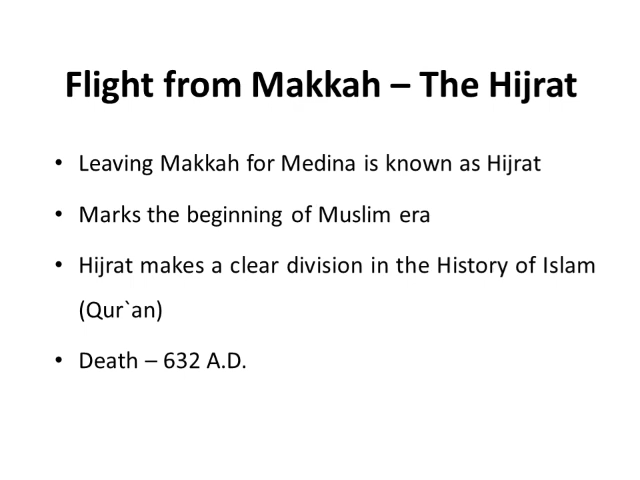 Flight from Makkah – The Hijrat
• Leaving Makkah for Medina is known as Hijrat
• Marks the beginning of Muslim era
• Hijrat makes a clear division in the History of Islam
(Qur`an)
• Death – 632 A.D.